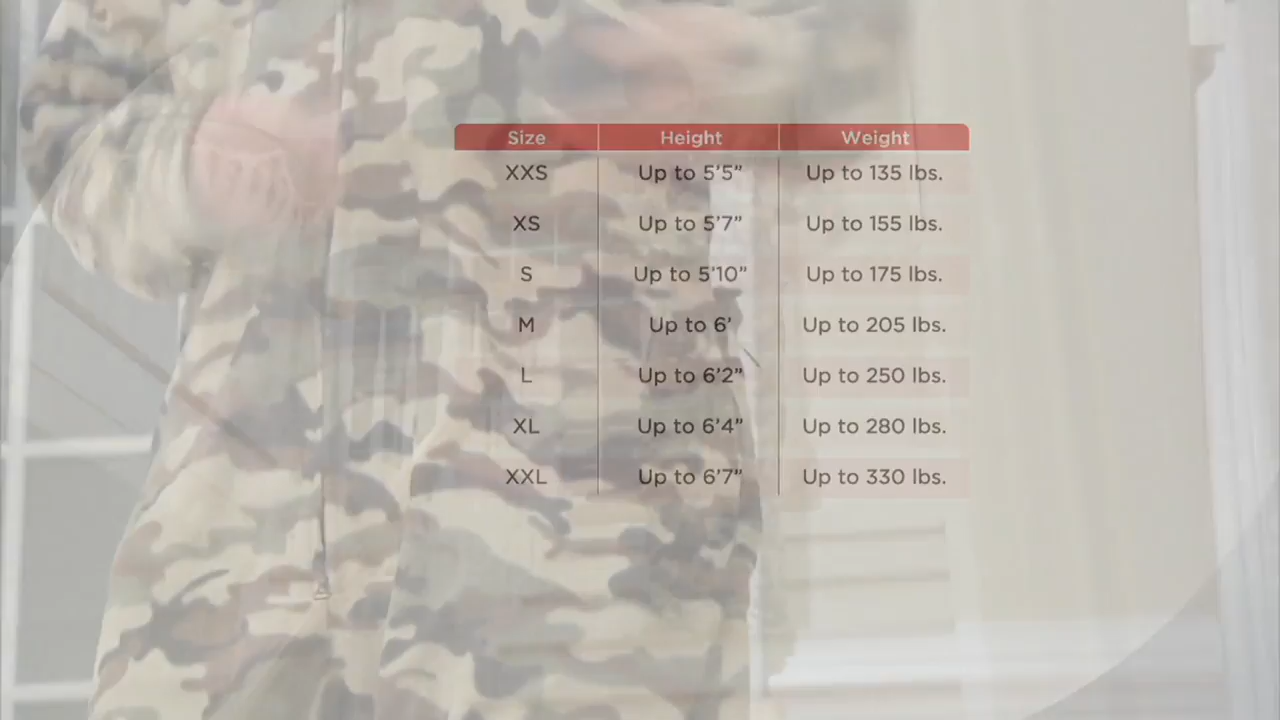 Size Height Weight
XXS Up to 5'5” Up to 135 lbs.
XS Up to 5'7” Up to 155 lbs.
S Up to 5'10” Up to 175 lbs.
M Up to 6' Up to 205 lbs.
L Up to 6'2” Up to 250 lbs.
XL Up to 6'4” Up to 280 lbs.
XXL Up to 6'7” Up to 330 lbs.